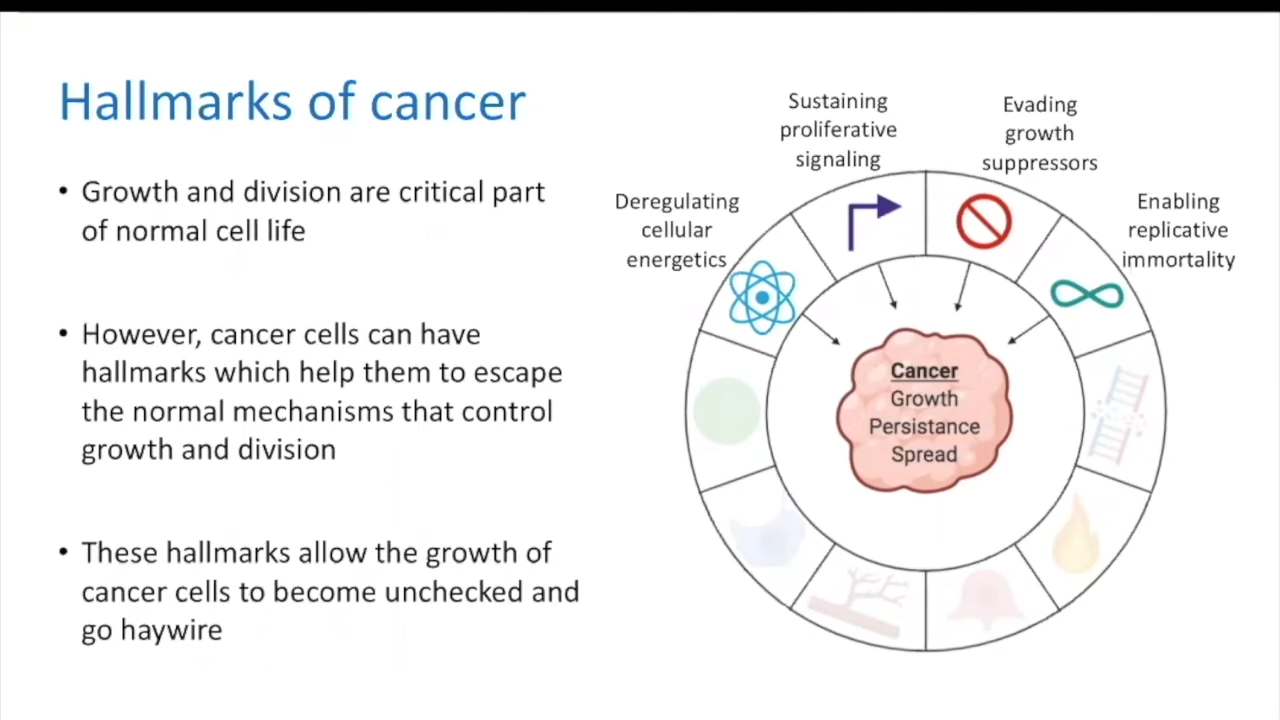 Hallmarks of cancer
• Growth and division are critical part
of normal cell life
• However, cancer cells can have
hallmarks which help them to escape
the normal mechanisms that control
growth and division
• These hallmarks allow the growth of
cancer cells to become unchecked and
go haywire
Deregulating
cellular
energetics
Sustaining
proliferative
signaling
Evading
growth
suppressors
Enabling
replicative
immortality
Cancer
Growth
Persistance
Spread